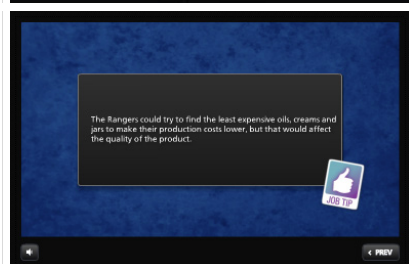 The Rangers could try to find the least expensive oils, creams and
jars to make their production costs lower, but that would affect
the quality of the product.
JOB TIP
< PREV